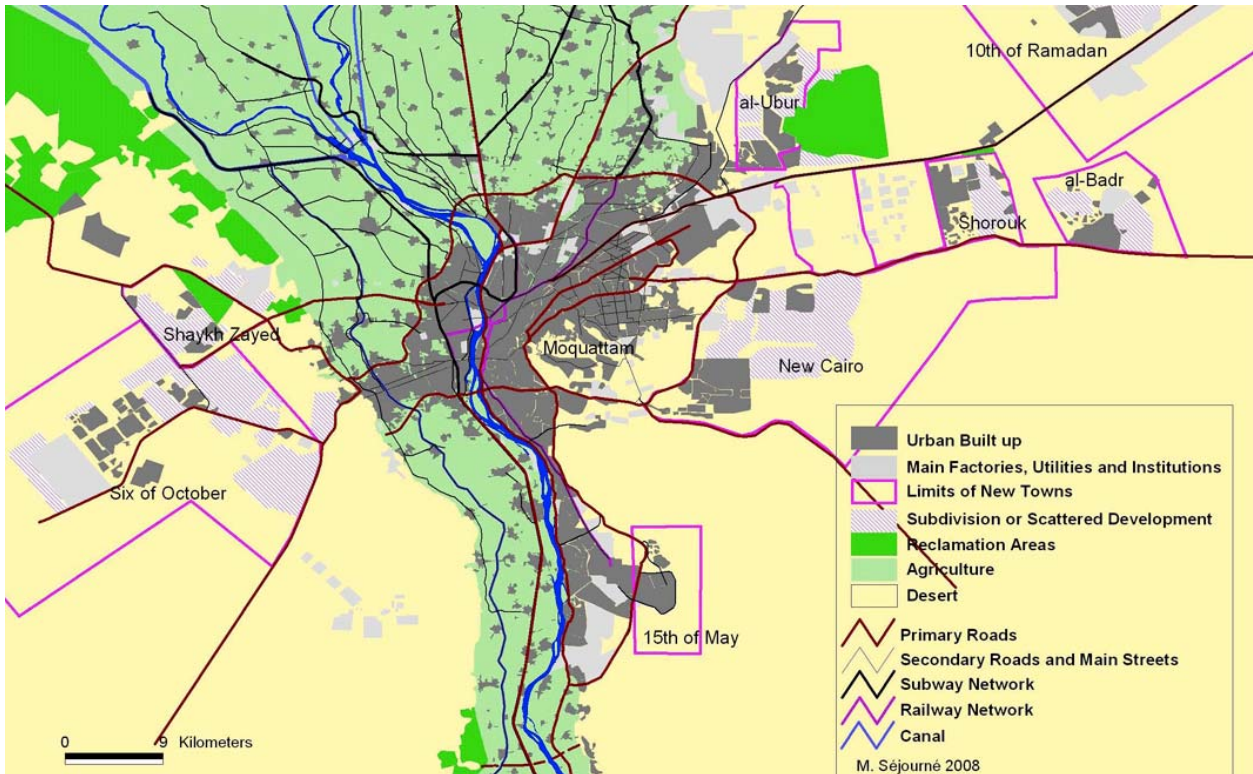 10th of Ramadan
al-Ubur
al-Badr
Shorouk
Shaykh Zayed
Moquattam
New Cairo
Six of October
15th of May
Urban Built up
Main Factories, Utilities and Institutions
Limits of New Towns
Subdivision or Scattered Development
Reclamation Areas
Agriculture
Desert
Primary Roads
Secondary Roads and Main Streets
Subway Network
Railway Network
Canal
0 9 Kilometers
M. Séjourné 2008